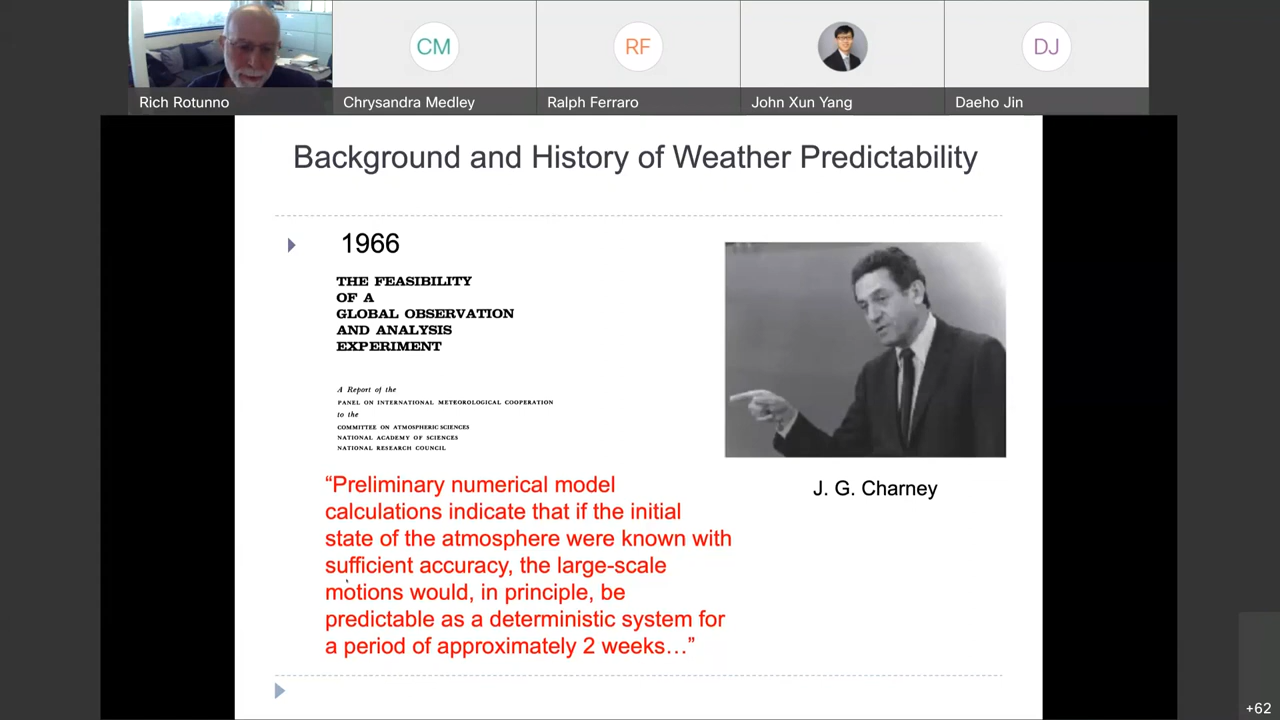 CM
RF
DJ
Rich Rotunno
Chrysandra Medley
Ralph Ferraro
John Xun Yang
Daeho Jin
Background and History of Weather Predictability
1966
THE FEASIBILITY
OF A
GLOBAL OBSERVATION
AND ANALYSIS
EXPERIMENT
A Report of the
PANEL ON INTERNATIONAL METEOROLOGICAL COOPERATION
to the
COMMITTEE ON ATMOSPHERIC SCIENCES
NATIONAL ACADEMY OF SCIENCES
NATIONAL RESEARCH COUNCIL
“Preliminary numerical model
calculations indicate that if the initial
state of the atmosphere were known with
sufficient accuracy, the large-scale
motions would, in principle, be
predictable as a deterministic system for
a period of approximately 2 weeks…”
J. G. Charney
+62